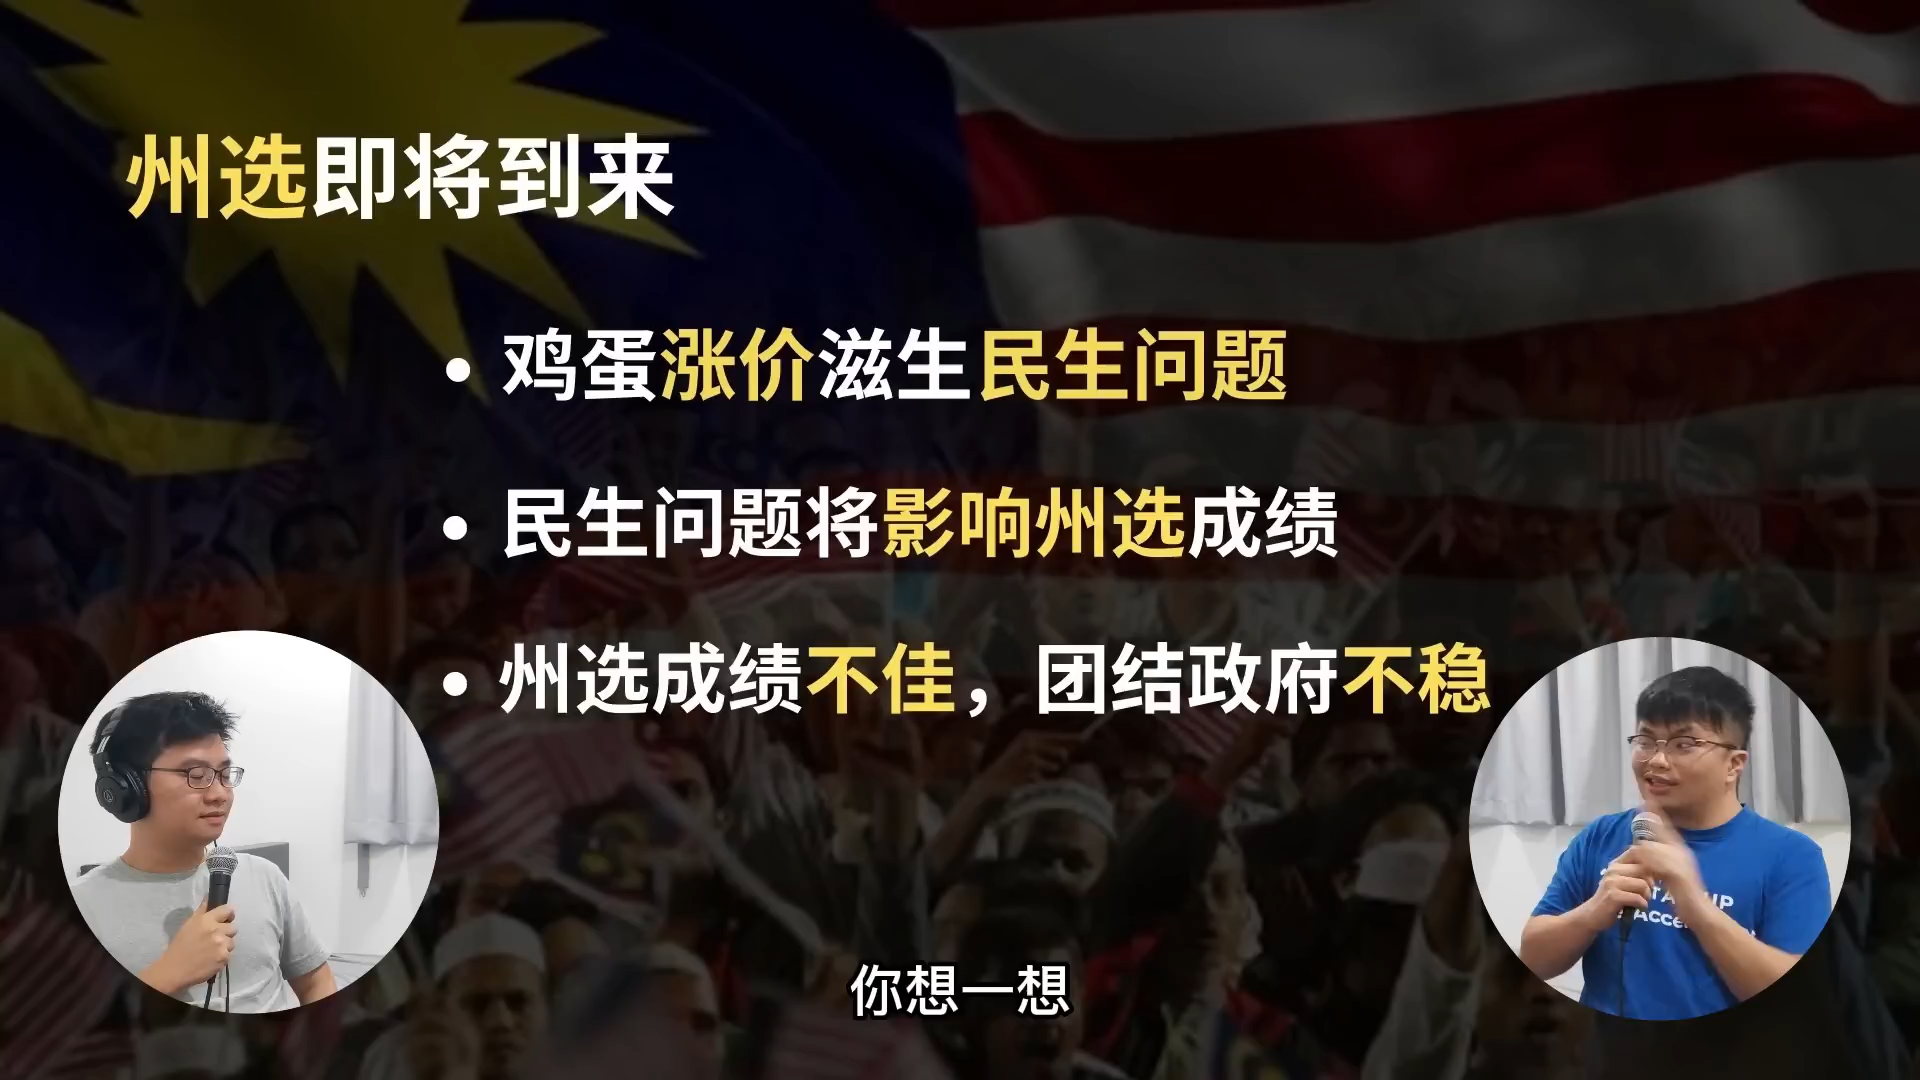 州选即将到来
• 鸡蛋涨价滋生民生问题
• 民生问题将影响州选成绩
• 州选成绩不佳，团结政府不稳
你想一想